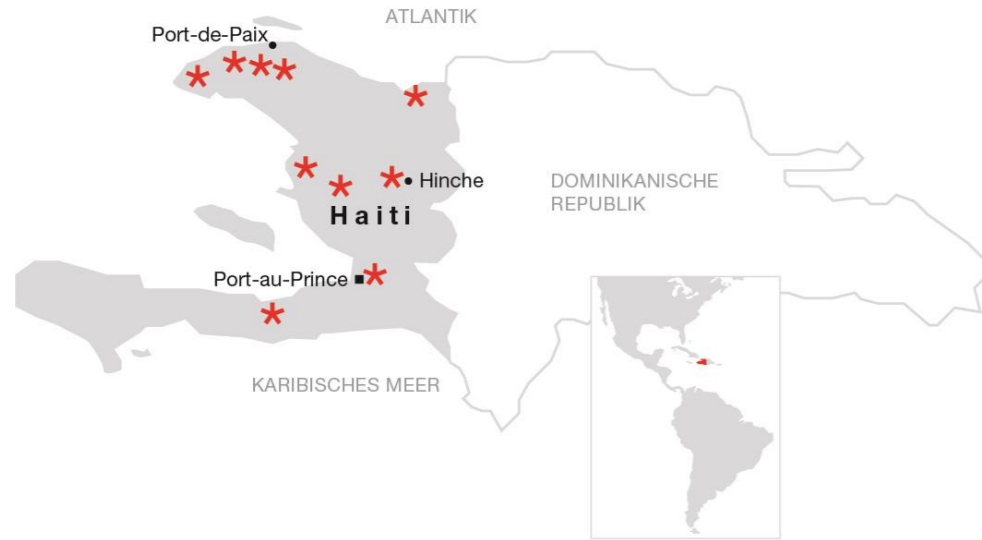 ATLANTIK
Port-de-Paix
Hinche
DOMINIKANISCHE
REPUBLIK
Haiti
Port-au-Prince
KARIBISCHES MEER